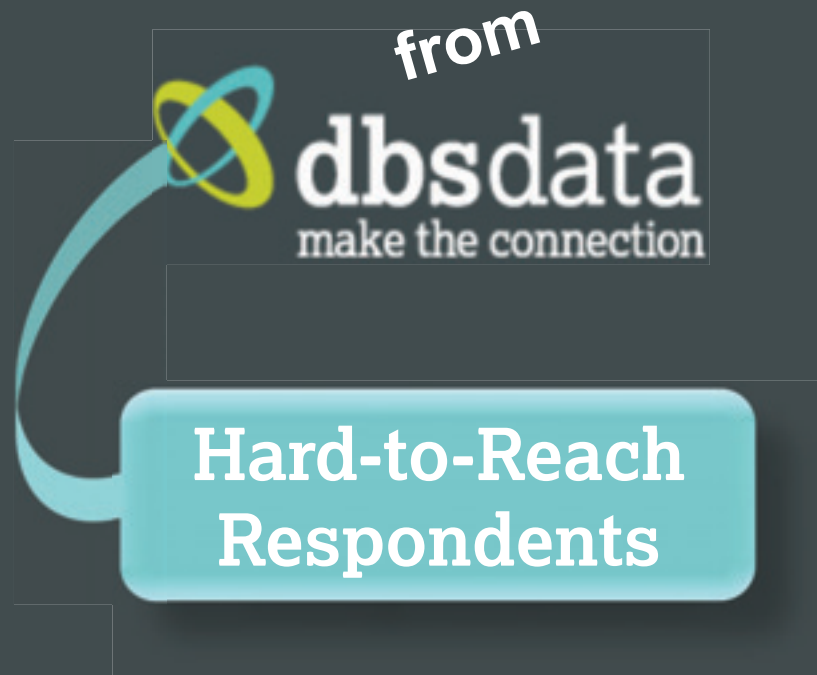 from
dbsdata
make the connection
Hard-to-Reach
Respondents